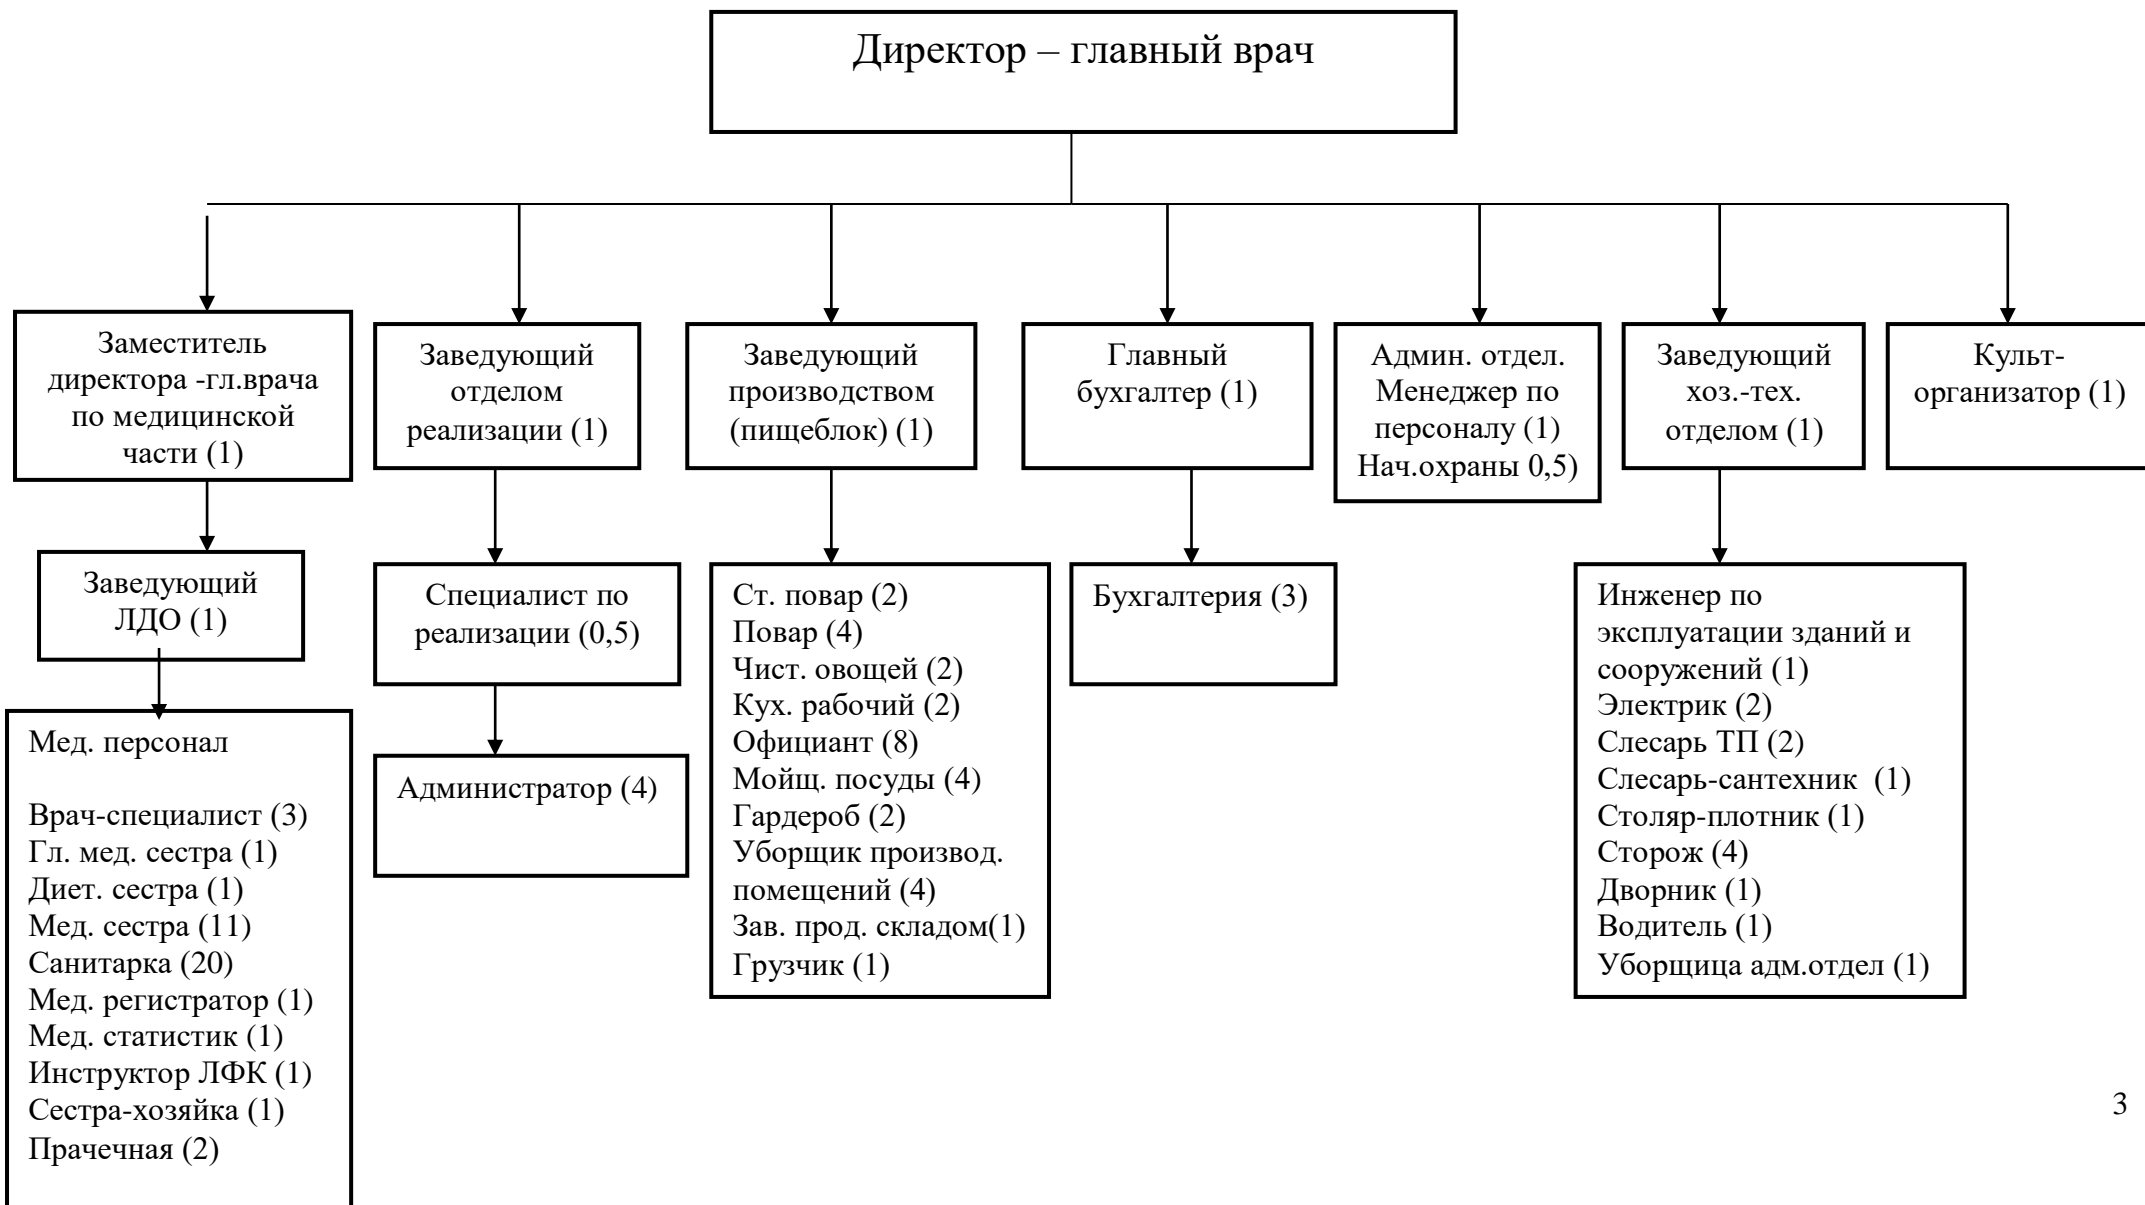 Директор – главный врач
Заместитель
директора -гл.врача
по медицинской
части (1)
Заведующий
отделом
реализации (1)
Заведующий
производством
(пищеблок) (1)
Главный
бухгалтер (1)
Админ. отдел.
Менеджер по
персоналу (1)
Нач.охраны 0,5)
Заведующий
хоз.-тех.
отделом (1)
Культ-
организатор (1)
Заведующий
ЛДО (1)
Специалист по
реализации (0,5)
Ст. повар (2)
Повар (4)
Чист. овощей (2)
Кух. рабочий (2)
Официант (8)
Мойщ. посуды (4)
Гардероб (2)
Уборщик производ.
помещений (4)
Зав. прод. складом(1)
Грузчик (1)
Бухгалтерия (3)
Инженер по
эксплуатации зданий и
сооружений (1)
Электрик (2)
Слесарь ТП (2)
Слесарь-сантехник  (1)
Столяр-плотник (1)
Сторож (4)
Дворник (1)
Водитель (1)
Уборщица адм.отдел (1)
Мед. персонал
Врач-специалист (3)
Гл. мед. сестра (1)
Диет. сестра (1)
Мед. сестра (11)
Санитарка (20)
Мед. регистратор (1)
Мед. статистик (1)
Инструктор ЛФК (1)
Сестра-хозяйка (1)
Прачечная (2)
Администратор (4)
3